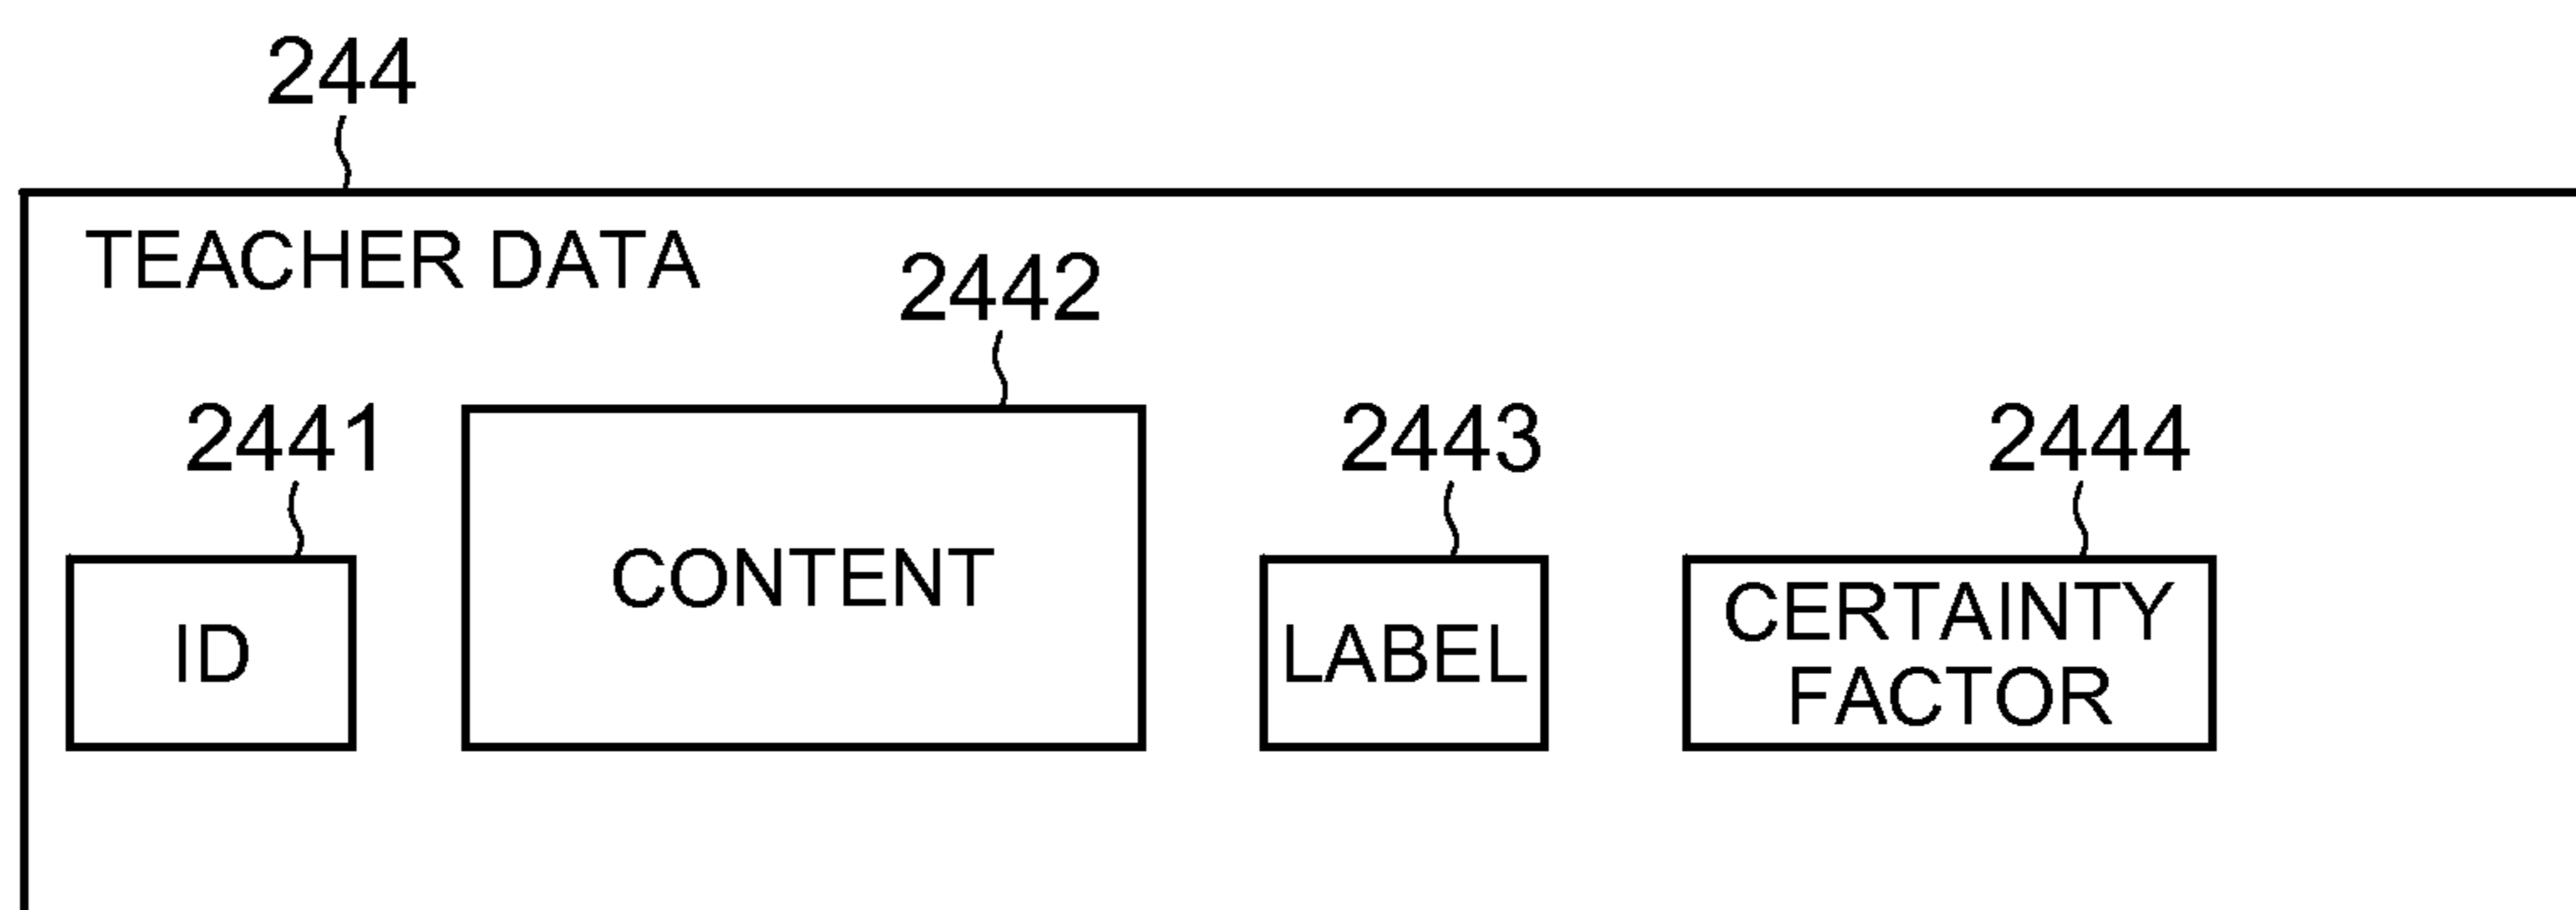 244
TEACHER DATA
2442
2441
2443
2444
CONTENT
ID
LABEL
CERTAINTY
FACTOR